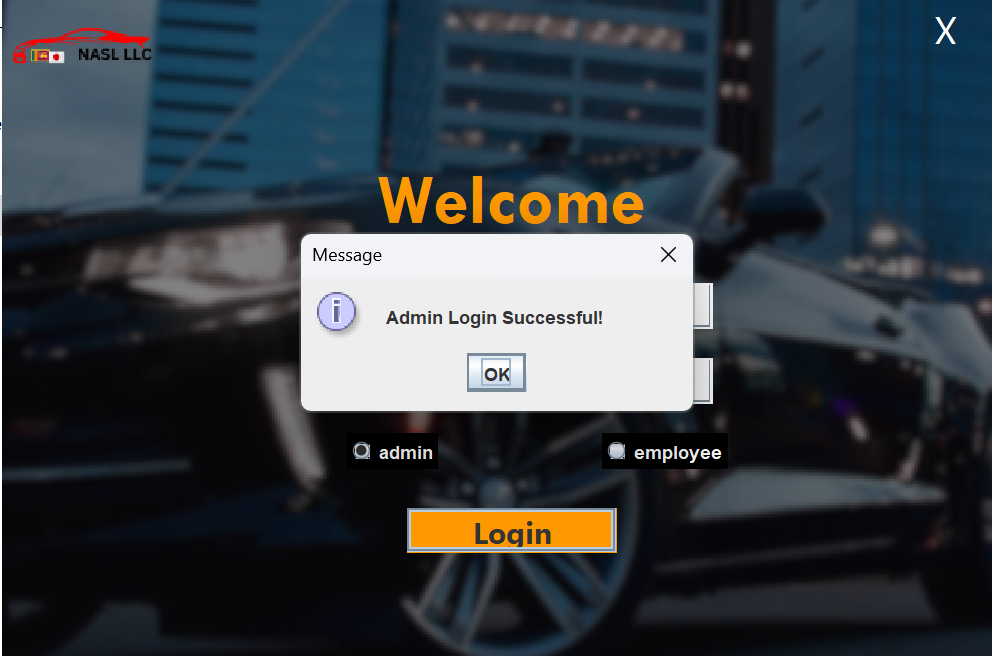 NASL LLC
X
Welcome
Message
Admin Login Successful!
OK
admin
employee
Login